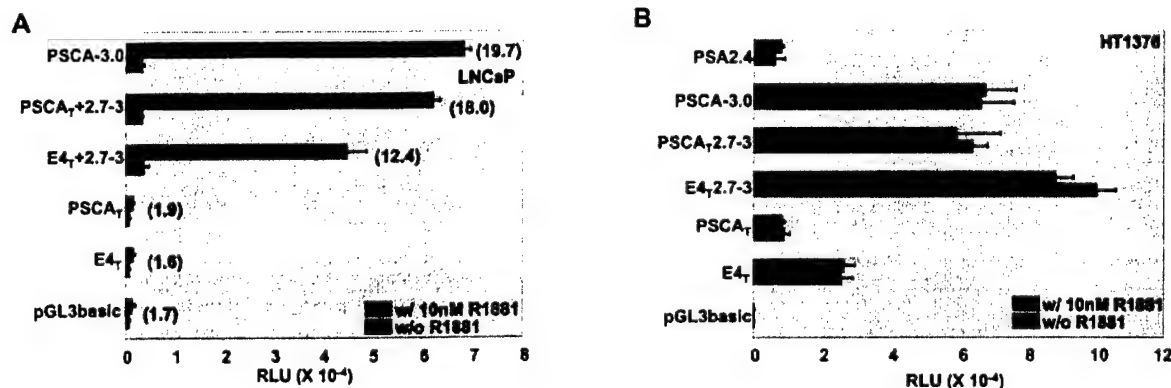 A
PSCA-3.0
(19.7)
LNCaP
PSCAT+2.7-3
(18.0)
E4T+2.7-3
(12.4)
PSCAT
(1.9)
E4T
(1.6)
pGL3basic
(1.7)
w/ 10nM R1881
w/o R1881
0 1 2 3 4 5 6 7 8
RLU (X 10-4)
B
HT1376
PSA2.4
PSCA-3.0
PSCAT2.7-3
E4T2.7-3
PSCAT
E4T
pGL3basic
w/ 10nM R1881
w/o R1881
0 2 4 6 8 10 12
RLU (X 10-4)